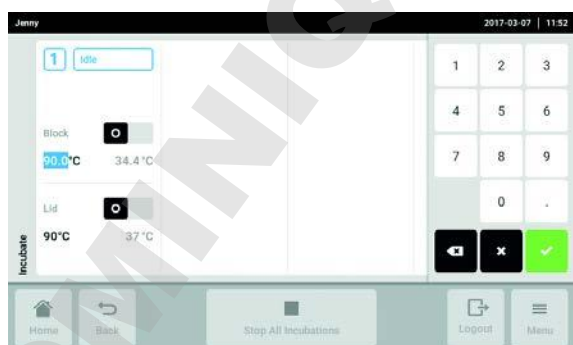 Jenny
2017-03-07 | 11:52
1 Idle
Block
90.0°C 34.4°C
Lid
90°C 37°C
Incubate
1 2 3
4 5 6
7 8 9
0 .
Home
Back
Stop All Incubations
Logout
Menu